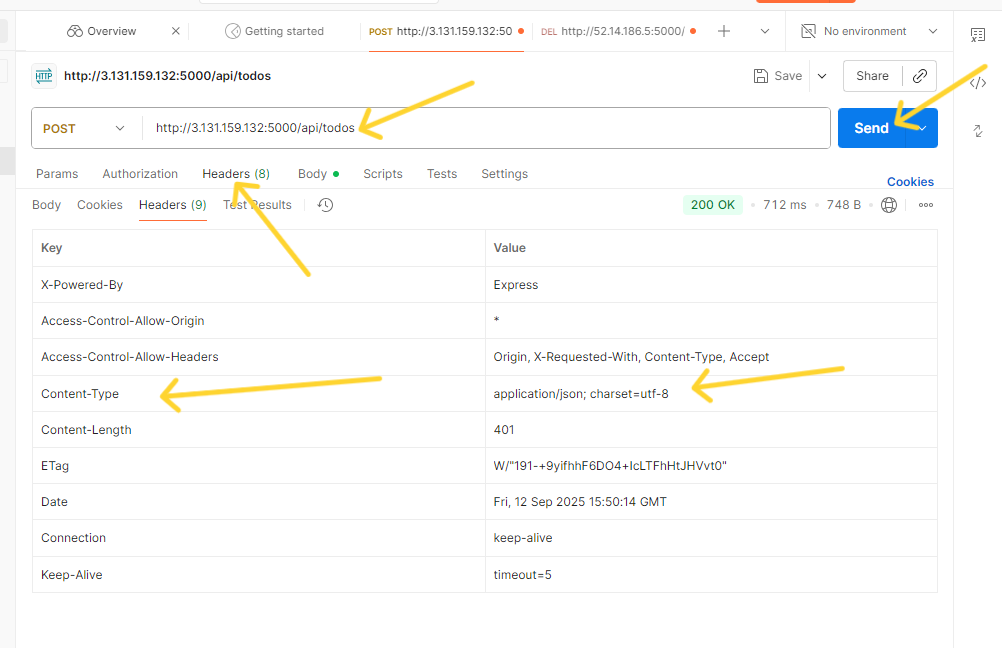 Overview Getting started POST http://3.131.159.132:50 DEL http://52.14.186.5:5000/ No environment
HTTP http://3.131.159.132:5000/api/todos Save Share
POST http://3.131.159.132:5000/api/todos Send
Params Authorization Headers (8) Body Scripts Tests Settings
Cookies
Body Cookies Headers (9) Test Results 200 OK 712 ms 748 B
Key Value
X-Powered-By Express
Access-Control-Allow-Origin *
Access-Control-Allow-Headers Origin, X-Requested-With, Content-Type, Accept
Content-Type application/json; charset=utf-8
Content-Length 401
ETag W/"191-+9yifhhF6DO4+IcLTFhHtJHVvt0"
Date Fri, 12 Sep 2025 15:50:14 GMT
Connection keep-alive
Keep-Alive timeout=5